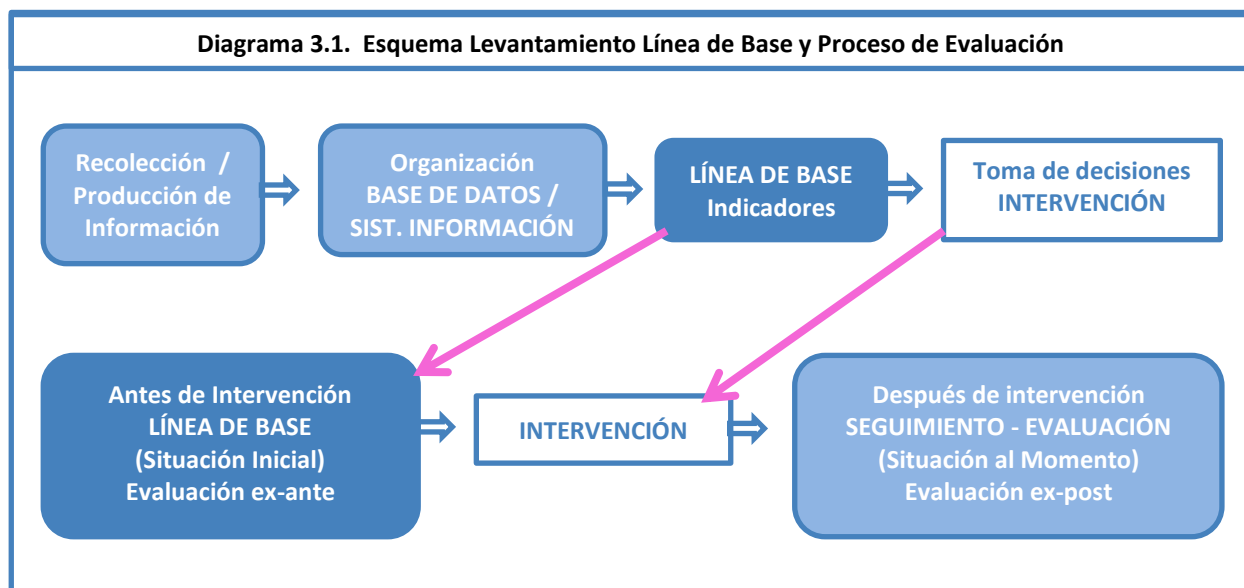 Diagrama 3.1. Esquema Levantamiento Línea de Base y Proceso de Evaluación
Recolección /
Producción de
Información
Organización
BASE DE DATOS /
SIST. INFORMACIÓN
LÍNEA DE BASE
Indicadores
Toma de decisiones
INTERVENCIÓN
Antes de Intervención
LÍNEA DE BASE
(Situación Inicial)
Evaluación ex-ante
INTERVENCIÓN
Después de intervención
SEGUIMIENTO - EVALUACIÓN
(Situación al Momento)
Evaluación ex-post